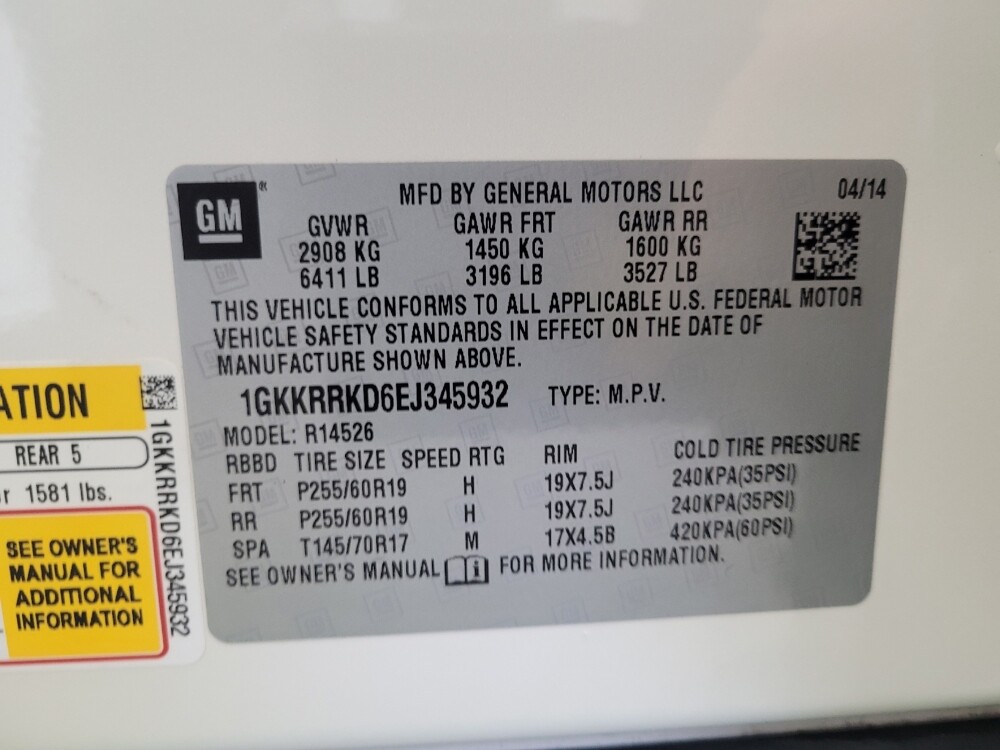 GM
®
MFD BY GENERAL MOTORS LLC 04/14
GVWR GAWR FRT GAWR RR
2908 KG 1450 KG 1600 KG
6411 LB 3196 LB 3527 LB
THIS VEHICLE CONFORMS TO ALL APPLICABLE U.S. FEDERAL MOTOR
VEHICLE SAFETY STANDARDS IN EFFECT ON THE DATE OF
MANUFACTURE SHOWN ABOVE.
1GKKRRKD6EJ345932 TYPE: M.P.V.
MODEL: R14526
RBBD TIRE SIZE SPEED RTG RIM COLD TIRE PRESSURE
FRT P255/60R19 H 19X7.5J 240KPA(35PSI)
RR P255/60R19 H 19X7.5J 240KPA(35PSI)
SPA T145/70R17 M 17X4.5B 420KPA(60PSI)
SEE OWNER'S MANUAL i FOR MORE INFORMATION.
ATION
REAR 5
r 1581 lbs.
SEE OWNER'S
MANUAL FOR
ADDITIONAL
INFORMATION
1GKKRRKD6EJ345932